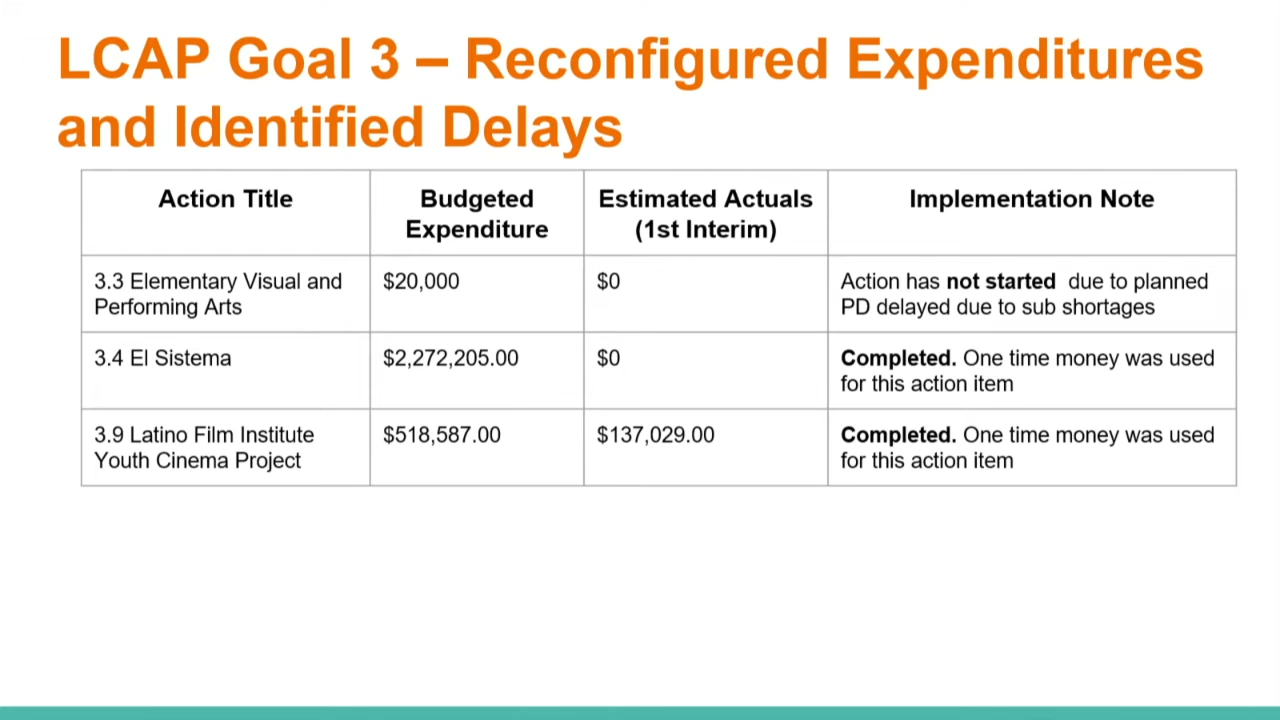 LCAP Goal 3 – Reconfigured Expenditures
and Identified Delays
Action Title
Budgeted
Expenditure
Estimated Actuals
(1st Interim)
Implementation Note
3.3 Elementary Visual and
Performing Arts
$20,000
$0
Action has not started due to planned
PD delayed due to sub shortages
3.4 El Sistema
$2,272,205.00
$0
Completed. One time money was used
for this action item
3.9 Latino Film Institute
Youth Cinema Project
$518,587.00
$137,029.00
Completed. One time money was used
for this action item